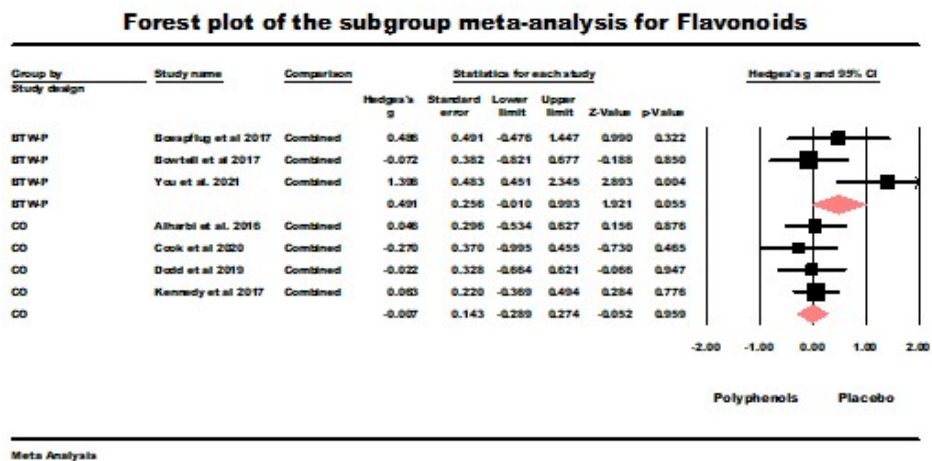 Forest plot of the subgroup meta-analysis for Flavonoids
Group by Study name Comparison Statistics for each study Hedges's g and 95% CI
Study design
Hedges's Standard Lower Upper
g error limit limit Z-Value p-Value
BTW-P Boespflug et al 2017 Combined 0.486 0.491 -0.476 1.447 0.990 0.322
BTW-P Bowtell et al 2017 Combined -0.072 0.382 -0.821 0.677 -0.188 0.850
BTW-P You et al. 2021 Combined 1.398 0.483 0.451 2.345 2.893 0.004
BTW-P 0.491 0.256 -0.010 0.993 1.921 0.055
CO Alharbi et al. 2016 Combined 0.046 0.296 -0.534 0.627 0.156 0.876
CO Cook et al 2020 Combined -0.270 0.370 -0.995 0.455 -0.730 0.465
CO Dodd et al 2019 Combined -0.022 0.328 -0.664 0.621 -0.066 0.947
CO Kennedy et al 2017 Combined 0.063 0.220 -0.369 0.494 0.284 0.776
CO -0.007 0.143 -0.289 0.274 -0.052 0.959
-2.00 -1.00 0.00 1.00 2.00
Polyphenols Placebo
Meta Analysis